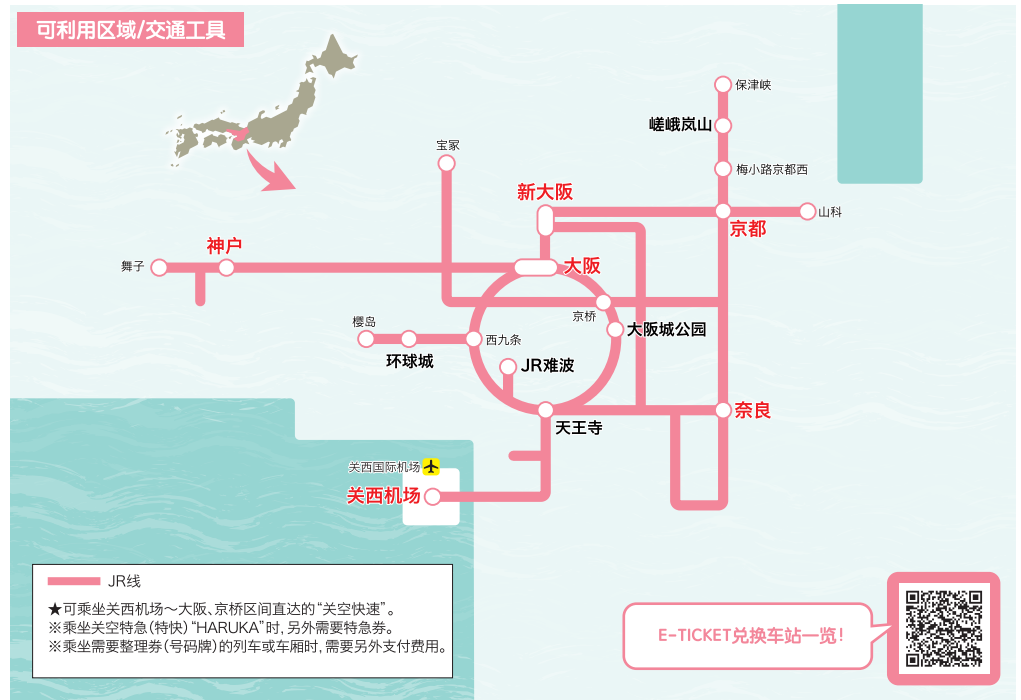 可利用区域/交通工具
保津峡
嵯峨岚山
宝冢
梅小路京都西
新大阪
山科
京都
神户
舞子
大阪
京桥
樱岛
大阪城公园
西九条
环球城
JR难波
奈良
天王寺
关西国际机场
关西机场
JR线
★可乘坐关西机场～大阪、京桥区间直达的“关空快速”。
※乘坐关空特急(特快)“HARUKA”时,另外需要特急券。
※乘坐需要整理券(号码牌)的列车或车厢时,需要另外支付费用。
E-TICKET兑换车站一览!